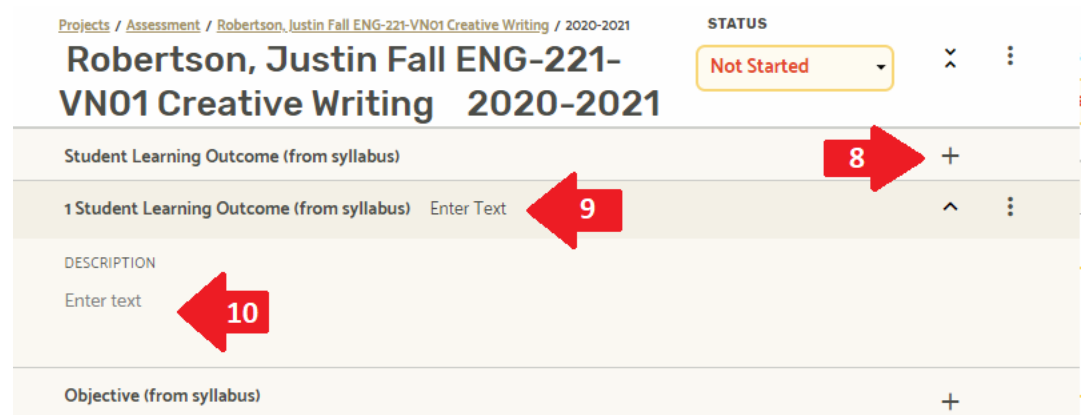 Projects / Assessment / Robertson, Justin Fall ENG-221-VN01 Creative Writing / 2020-2021
STATUS
Robertson, Justin Fall ENG-221-
VN01 Creative Writing 2020-2021
Not Started
Student Learning Outcome (from syllabus)
8
1 Student Learning Outcome (from syllabus) Enter Text
9
DESCRIPTION
Enter text
10
Objective (from syllabus)